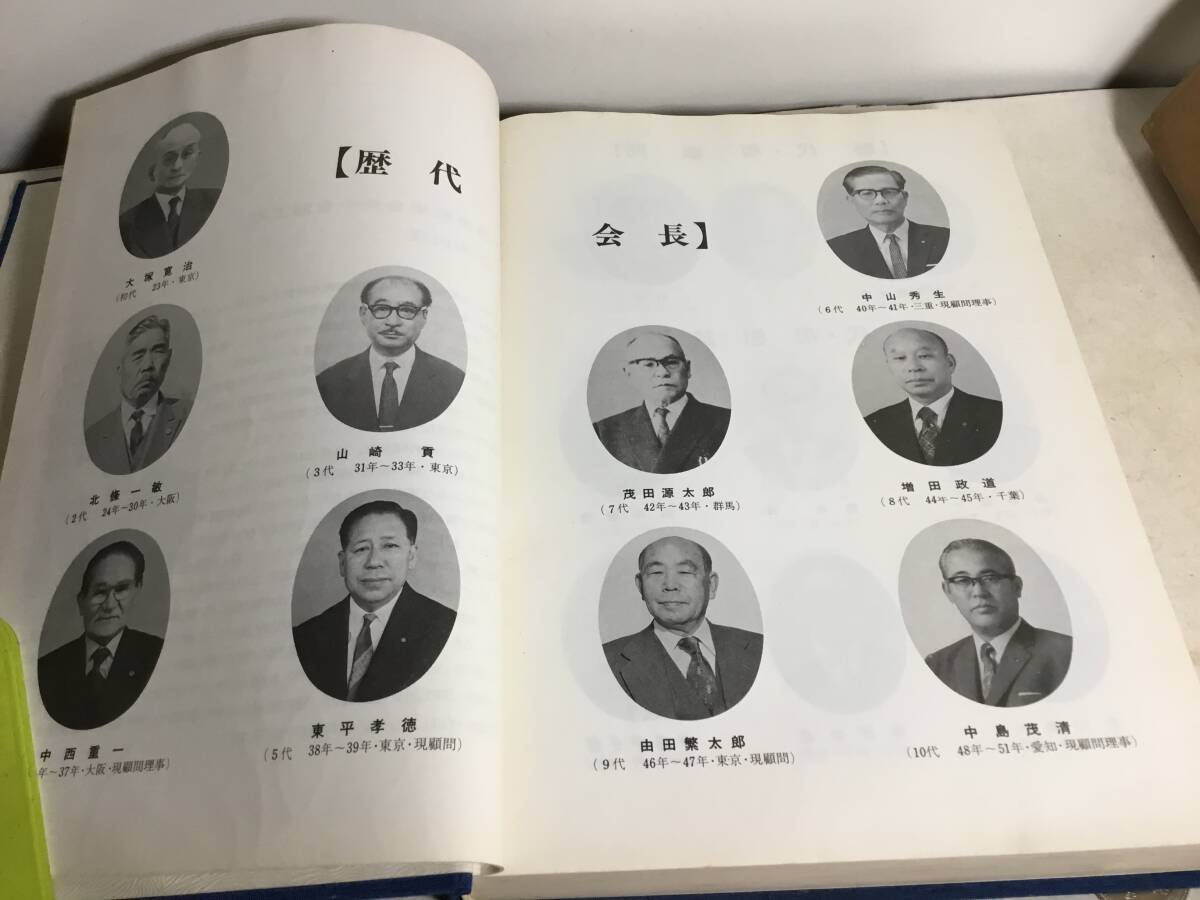 【歴代
会長】
大塚寛治
(初代 23年・東京)
北條一敏
(2代 24年～30年・大阪)
山崎貢
(3代 31年～33年・東京)
中西重一
年～37年・大阪・現顧問理事)
東平孝徳
(5代 38年～39年・東京・現顧問)
中山秀生
(6代 40年～41年・三重・現顧問理事)
茂田源太郎
(7代 42年～43年・群馬)
増田政道
(8代 44年～45年・千葉)
由田繁太郎
(9代 46年～47年・東京・現顧問)
中島茂清
(10代 48年～51年・愛知・現顧問理事)